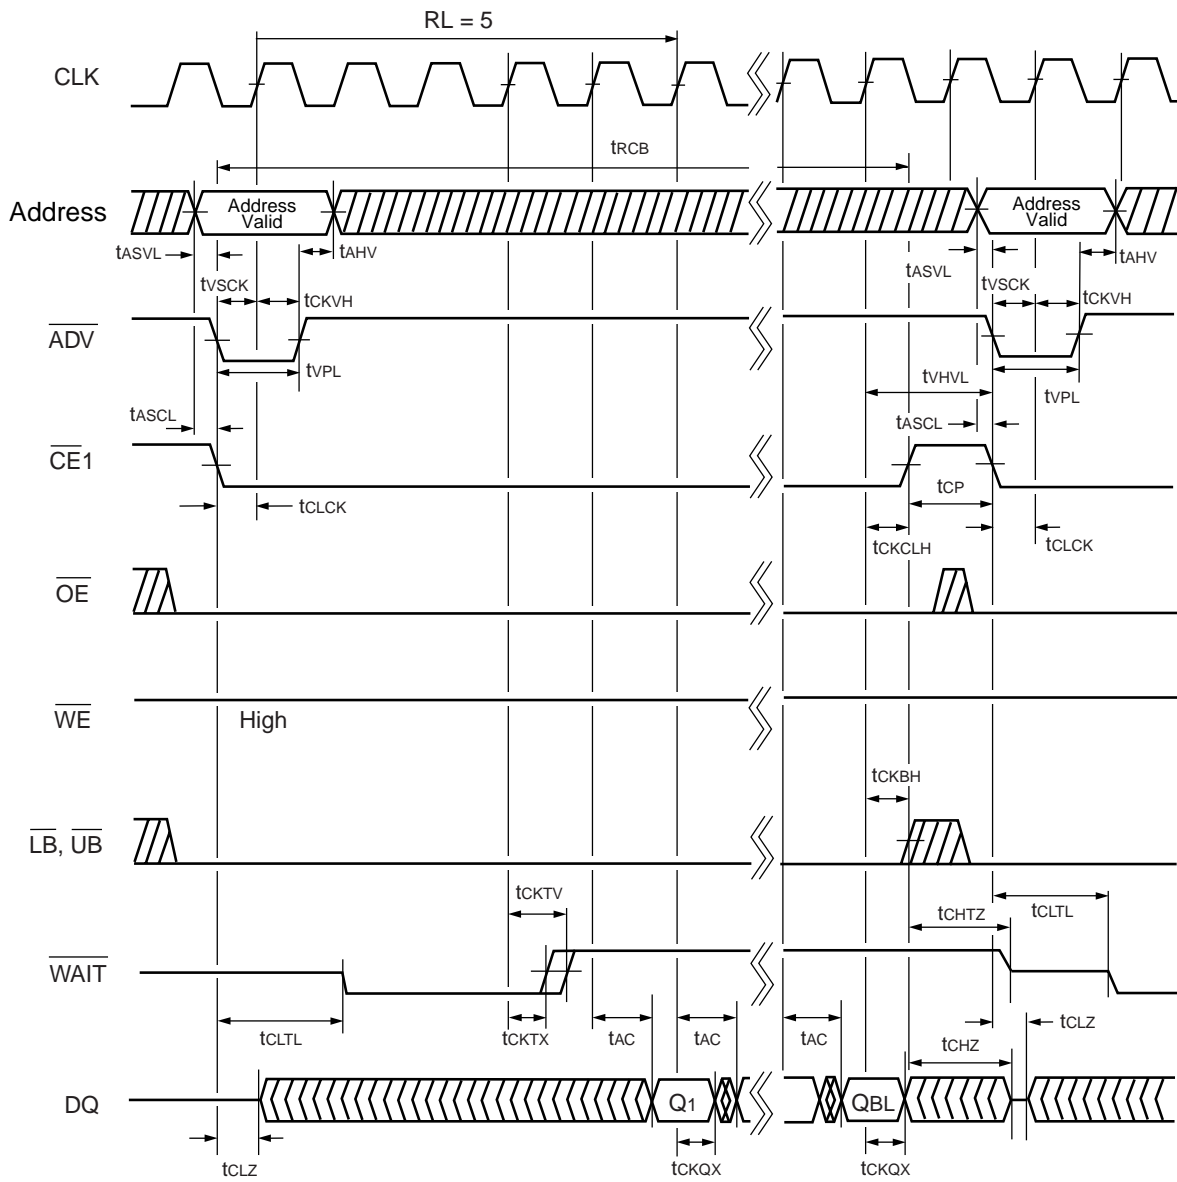 RL = 5
CLK
tRCB
Address
Address Valid
Address Valid
tASVL
tAHV
tASVL
tAHV
tVSCK
tCKVH
tVSCK
tCKVH
ADV
tVPL
tVHVL
tVPL
tASCL
tASCL
CE1
tCP
tCLCK
tCKCLH
tCLCK
OE
WE
High
tCKBH
LB, UB
tCKTV
tCHTZ
tCLTL
WAIT
tCLTL
tCKTX
tAC
tAC
tAC
tCHZ
tCLZ
DQ
Q1
QBL
tCLZ
tCKQX
tCKQX